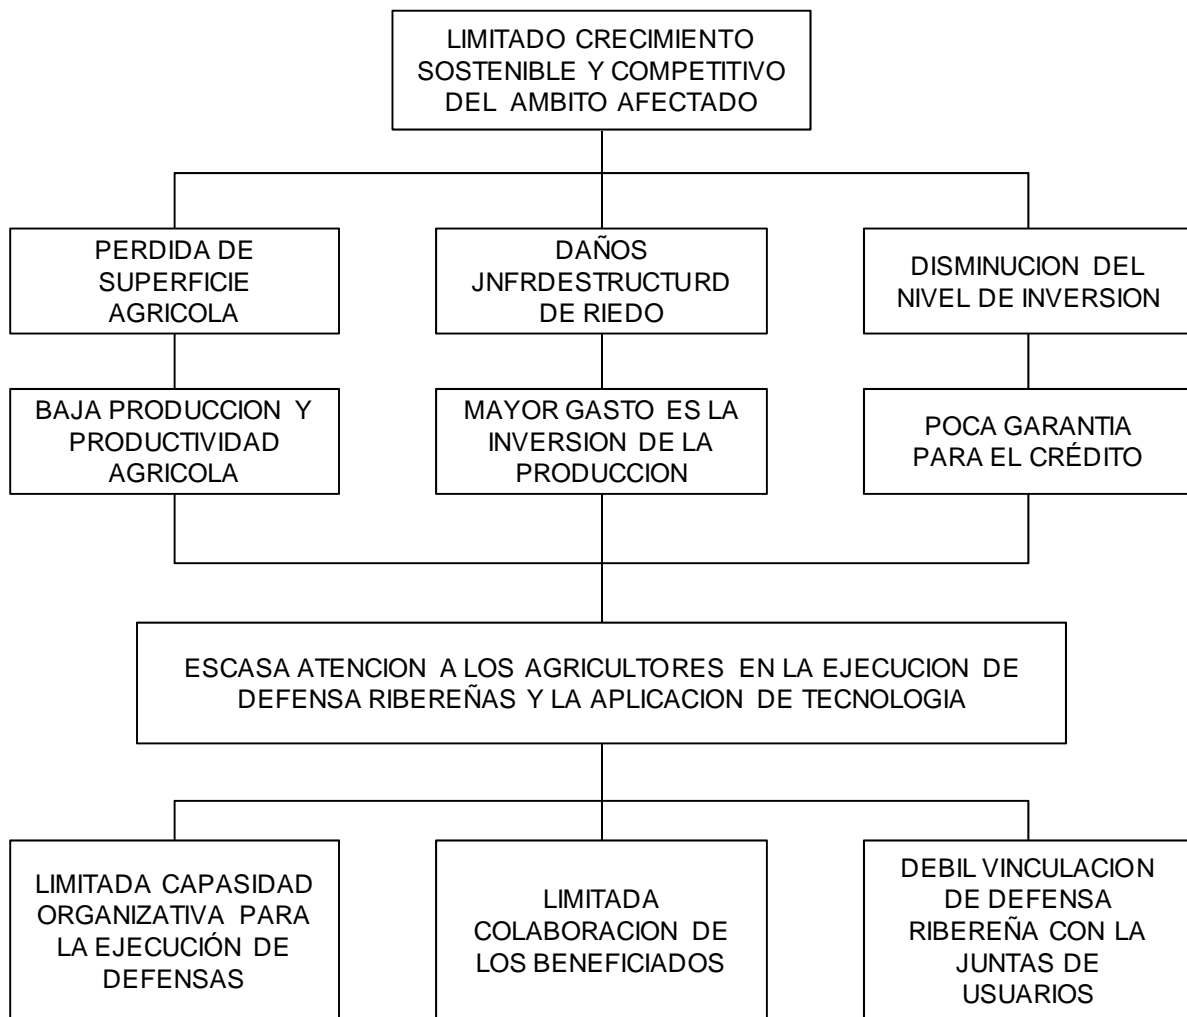 LIMITADO CRECIMIENTO
SOSTENIBLE Y COMPETITIVO
DEL AMBITO AFECTADO
PERDIDA DE
SUPERFICIE
AGRICOLA
DAÑOS
JNFRDESTRUCTURD
DE RIEDO
DISMINUCION DEL
NIVEL DE INVERSION
BAJA PRODUCCION Y
PRODUCTIVIDAD
AGRICOLA
MAYOR GASTO ES LA
INVERSION DE LA
PRODUCCION
POCA GARANTIA
PARA EL CRÉDITO
ESCASA ATENCION A LOS AGRICULTORES EN LA EJECUCION DE
DEFENSA RIBEREÑAS Y LA APLICACION DE TECNOLOGIA
LIMITADA CAPASIDAD
ORGANIZATIVA PARA
LA EJECUCIÓN DE
DEFENSAS
LIMITADA
COLABORACION DE
LOS BENEFICIADOS
DEBIL VINCULACION
DE DEFENSA
RIBEREÑA CON LA
JUNTAS DE
USUARIOS